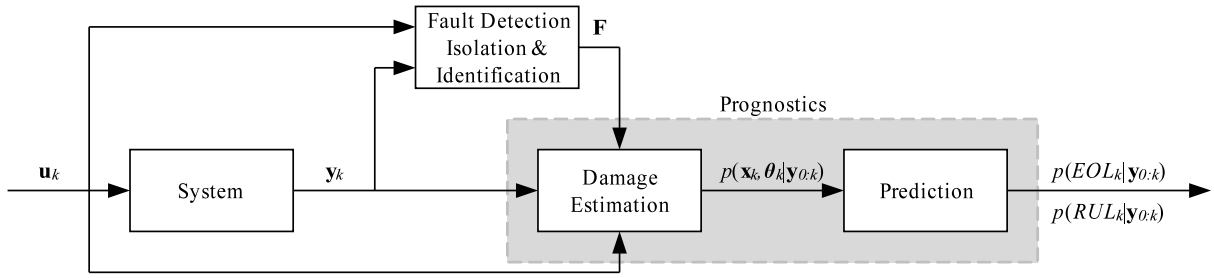 Fault Detection
Isolation &
Identification
F
Prognostics
uₖ
System
yₖ
Damage
Estimation
p(xₖ,θₖ|y₀:ₖ)
Prediction
p(EOLₖ|y₀:ₖ)
p(RULₖ|y₀:ₖ)